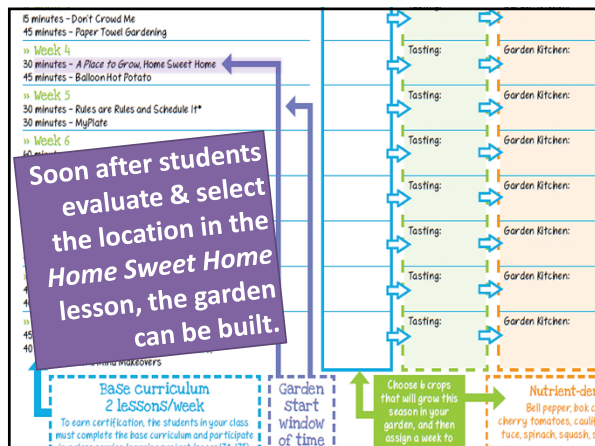 15 minutes – Don't Crowd Me
45 minutes – Paper Towel Gardening
» Week 4
30 minutes – A Place to Grow, Home Sweet Home
45 minutes – Balloon Hot Potato
» Week 5
30 minutes – Rules are Rules and Schedule It*
30 minutes – MyPlate
» Week 6
Soon after students
evaluate & select
the location in the
Home Sweet Home
lesson, the garden
can be built.
45
40
Makeovers
Tasting:
Tasting:
Tasting:
Tasting:
Tasting:
Tasting:
Tasting:
Tasting:
Garden Kitchen:
Garden Kitchen:
Garden Kitchen:
Garden Kitchen:
Garden Kitchen:
Garden Kitchen:
Garden Kitchen:
Base curriculum
2 lessons/week
To earn certification, the students in your class
must complete the base curriculum and participate
Garden
start
window
of time
Choose 6 crops
that will grow this
season in your
garden, and then
assign a week to
Nutrient-den
Bell pepper, bok c
cherry tomatoes, caulif
tuce, spinach, squash, s